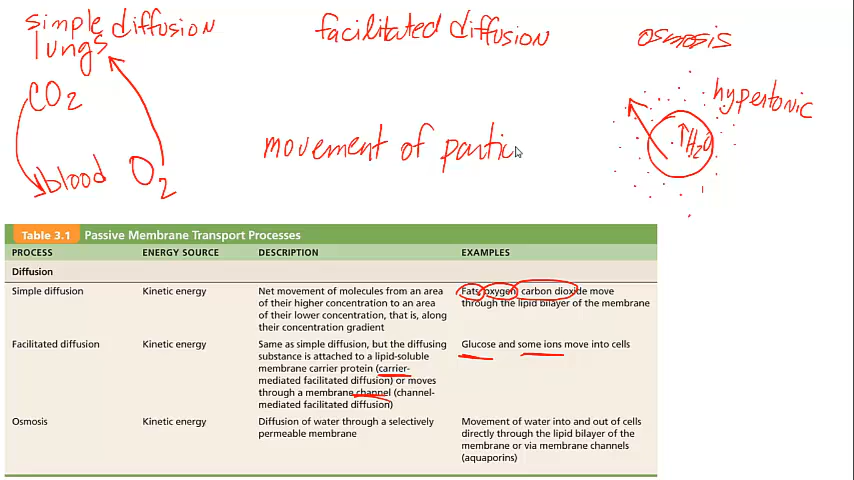 simple diffusion
lungs
facilitated diffusion
osmosis
CO2
hypertonic
↑H2O
movement of partic
blood
O2
Table 3.1 Passive Membrane Transport Processes
PROCESS ENERGY SOURCE DESCRIPTION EXAMPLES
Diffusion
Simple diffusion Kinetic energy Net movement of molecules from an area Fats, oxygen, carbon dioxide move
of their higher concentration to an area through the lipid bilayer of the membrane
of their lower concentration, that is, along
their concentration gradient
Facilitated diffusion Kinetic energy Same as simple diffusion, but the diffusing Glucose and some ions move into cells
substance is attached to a lipid-soluble
membrane carrier protein (carrier-
mediated facilitated diffusion) or moves
through a membrane channel (channel-
mediated facilitated diffusion)
Osmosis Kinetic energy Diffusion of water through a selectively Movement of water into and out of cells
permeable membrane directly through the lipid bilayer of the
membrane or via membrane channels
(aquaporins)